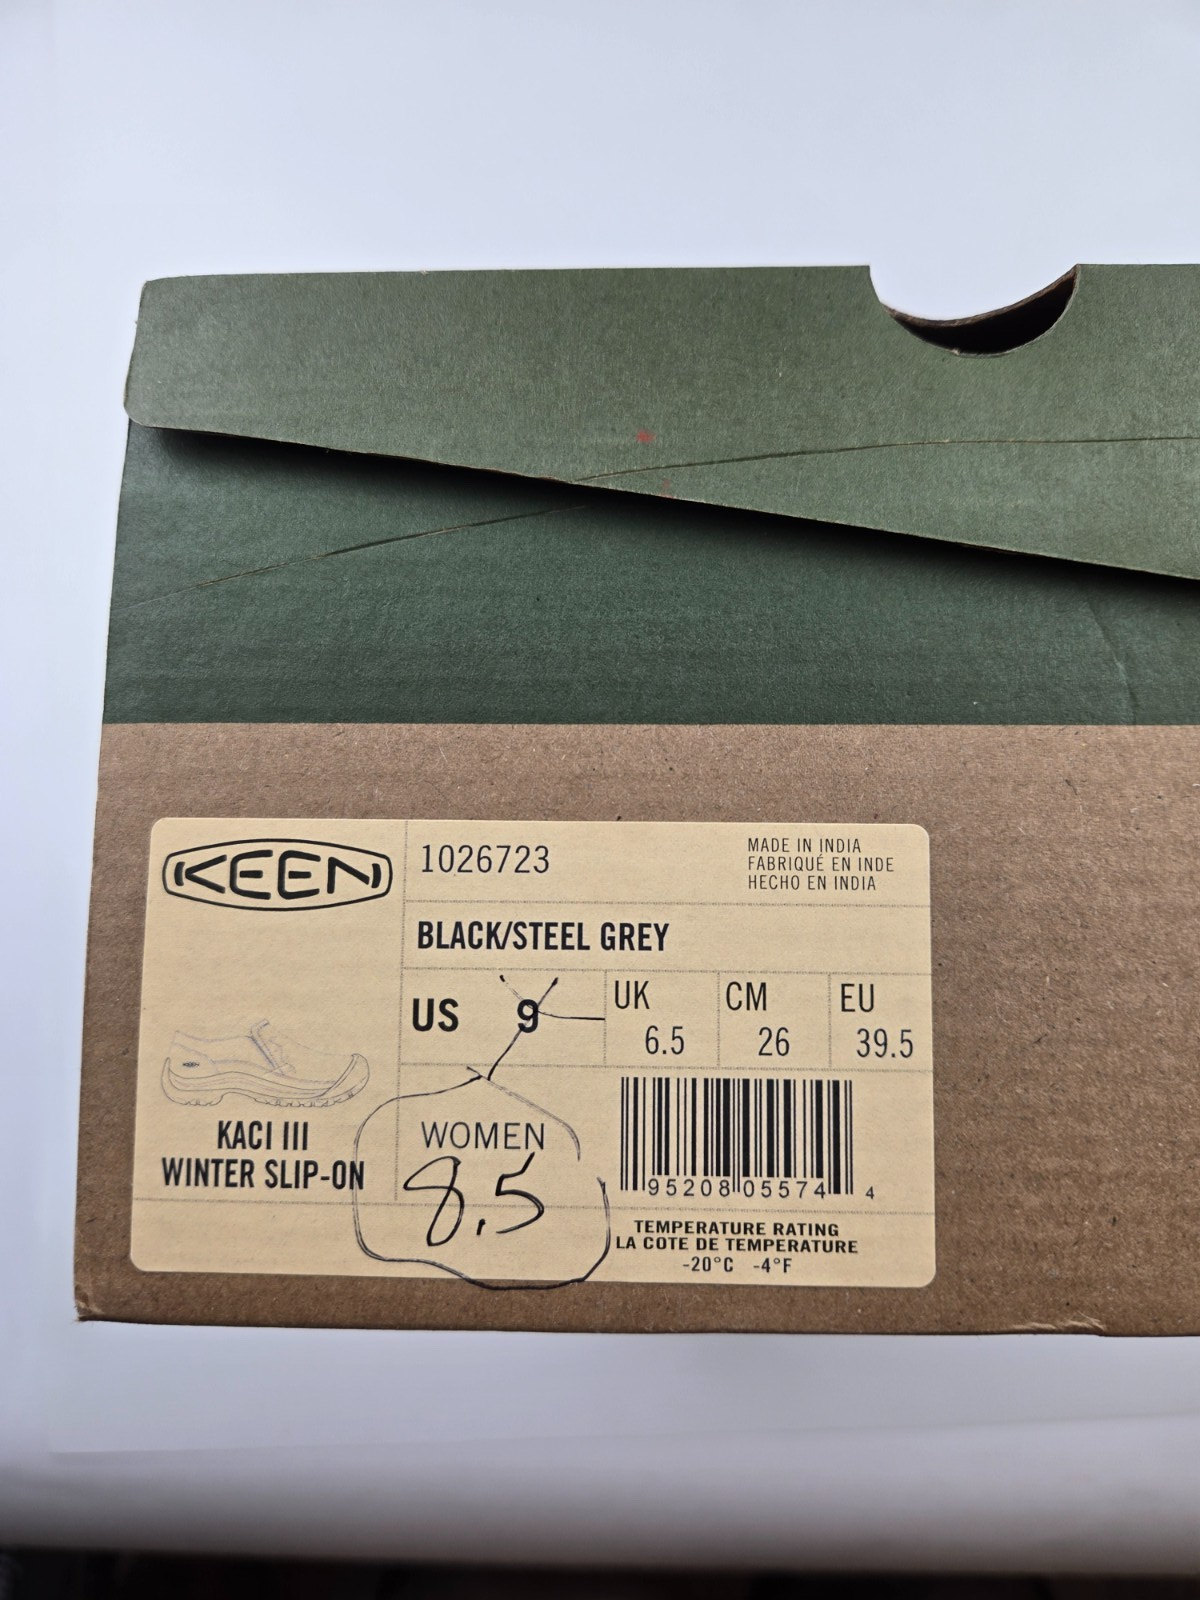 KEEN
1026723
MADE IN INDIA
FABRIQUÉ EN INDE
HECHO EN INDIA
BLACK/STEEL GREY
US 9
UK 6.5
CM 26
EU 39.5
KACI III
WINTER SLIP-ON
WOMEN
8.5
1 95208 05574 4
TEMPERATURE RATING
LA COTE DE TEMPERATURE
-20°C -4°F